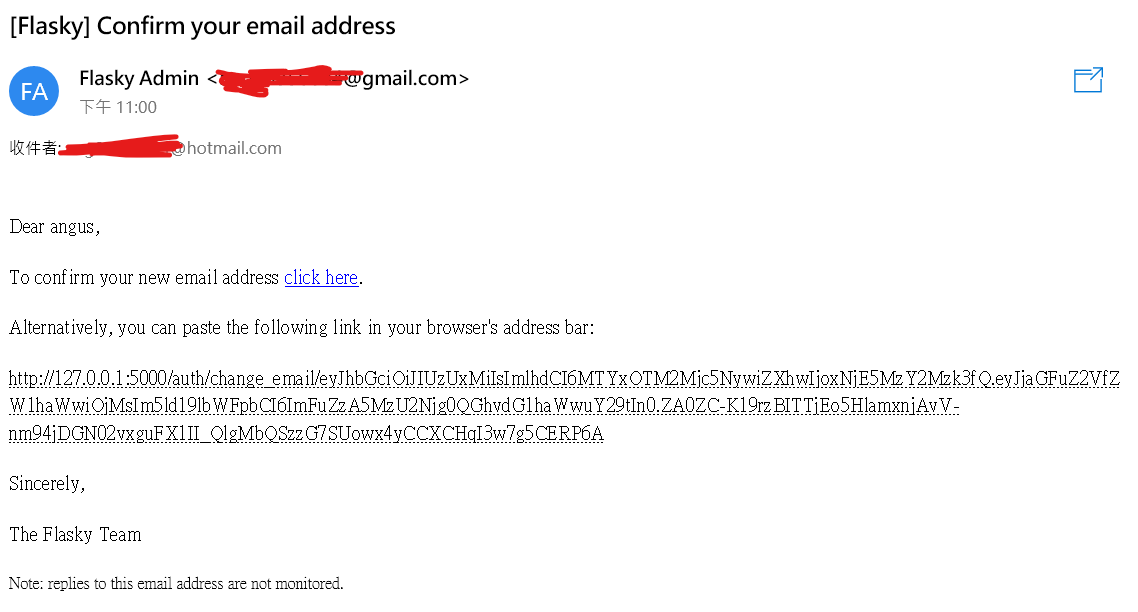 [Flasky] Confirm your email address
FA
Flasky Admin <@gmail.com>
下午 11:00
收件者: @hotmail.com
Dear angus,
To confirm your new email address click here.
Alternatively, you can paste the following link in your browser's address bar:
http://127.0.0.1:5000/auth/change_email/eyJhbGciOiJIUzUxMiIsImlhdCI6MTYxOTM2Mjc5NywiZXhwIjoxNjE5MzY2Mzk3fQ.eyJjaGFuZ2VfZ
W1haWwiOjMsIm5ld19lbWFpbCI6ImFuZzA5MzU2Njg0QGhvdG1haWwuY29tIn0.ZA0ZC-K19rzBITTjEo5HlamxnjAvV-
nm94jDGN02vxguFX1II_QlgMbQSzzG7SUowx4yCCXCHqI3w7g5CERP6A
Sincerely,
The Flasky Team
Note: replies to this email address are not monitored.